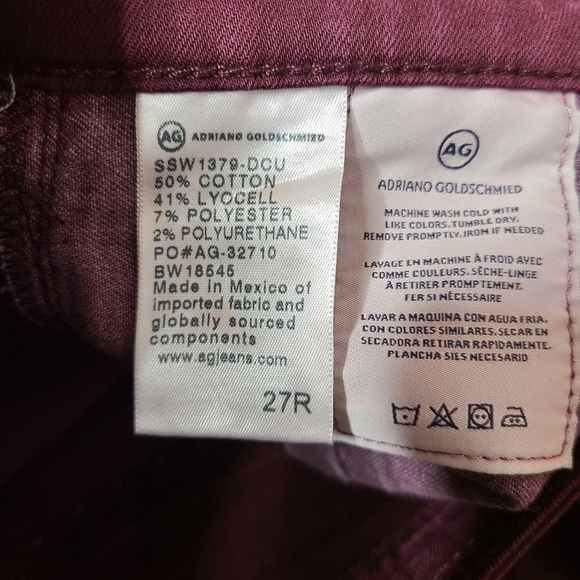 AG ADRIANO GOLDSCHMIED
SSW1379-DCU
50% COTTON
41% LYOCELL
7% POLYESTER
2% POLYURETHANE
PO#AG-32710
BW18545
Made in Mexico of
imported fabric and
globally sourced
components
www.agjeans.com
27R
AG
ADRIANO GOLDSCHMIED
MACHINE WASH COLD WITH
LIKE COLORS. TUMBLE DRY.
REMOVE PROMPTLY.IRON IF NEEDED
LAVAGE EN MACHINE À FROID AVEC
COMME COULEURS. SÈCHE-LINGE
À RETIRER PROMPTEMENT.
FER SI NÉCESSAIRE
LAVAR A MAQUINA CON AGUA FRIA.
CON COLORES SIMILARES. SECAR EN
SECADORA RETIRAR RAPIDAMENTE.
PLANCHA SIES NECESARIO